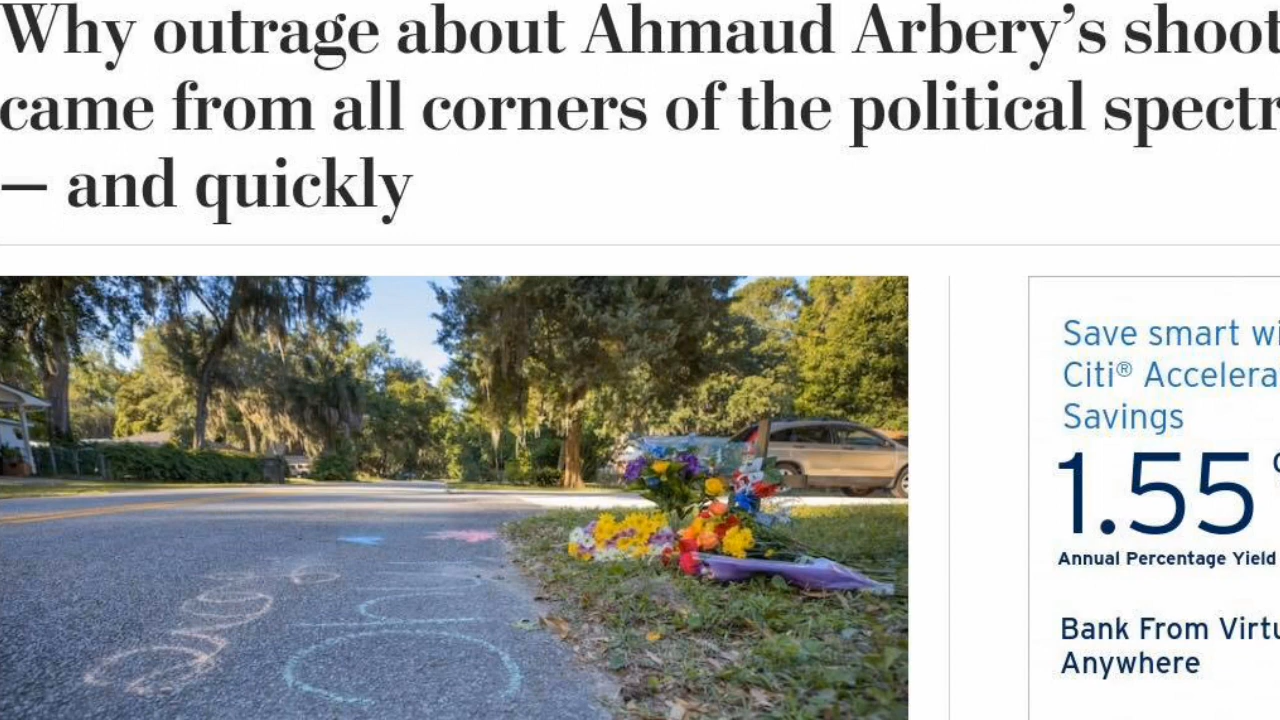 Why outrage about Ahmaud Arbery’s shoot
came from all corners of the political spectr
— and quickly
Save smart wi
Citi® Accelera
Savings
1.55
Annual Percentage Yield
Bank From Virtu
Anywhere